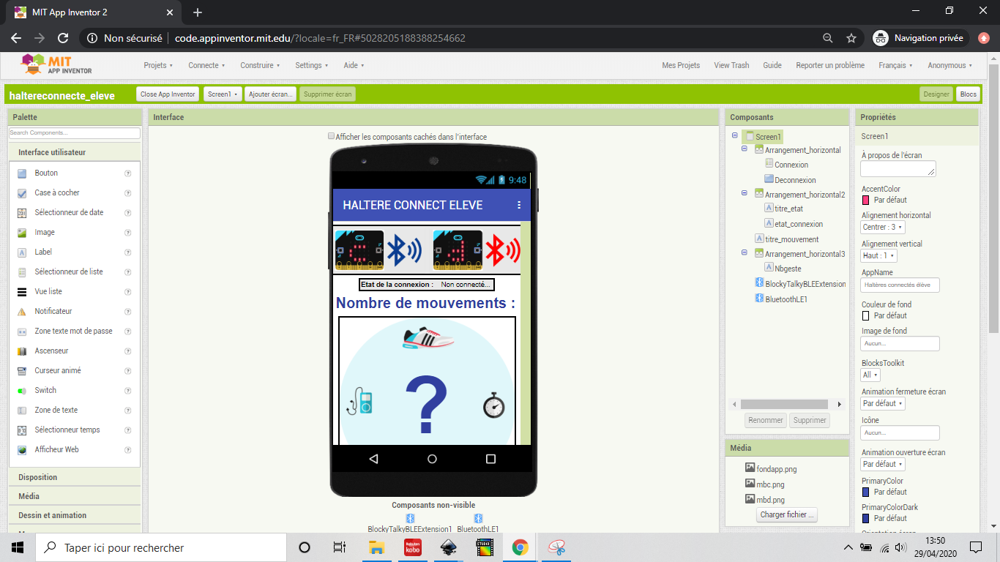 MIT App Inventor 2
Non sécurisé code.appinventor.mit.edu/?locale=fr_FR#5028205188388254662
Navigation privée
MIT
APP INVENTOR
Projets Connecte Construire Settings Aide Mes Projets View Trash Guide Reporter un problème Français Anonymous
haltereconnecte_eleve Close App Inventor Screen1 Ajouter écran... Supprimer écran Designer Blocs
Palette
Search Components...
Interface utilisateur
Bouton
Case à cocher
Sélectionneur de date
Image
Label
Sélectionneur de liste
Vue liste
Notificateur
Zone texte mot de passe
Ascenseur
Curseur animé
Switch
Zone de texte
Sélectionneur temps
Afficheur Web
Disposition
Média
Dessin et animation
Interface
Afficher les composants cachés dans l'interface
9:48
HALTERE CONNECT ELEVE
Etat de la connexion : Non connecté...
Nombre de mouvements :
?
Composants non-visible
BlockyTalkyBLEExtension1 BluetoothLE1
Composants
Screen1
Arrangement_horizontal
Connexion
Deconnexion
Arrangement_horizontal2
titre_etat
etat_connexion
titre_mouvement
Arrangement_horizontal3
Nbgeste
BlockyTalkyBLEExtension
BluetoothLE1
Renommer Supprimer
Média
fondapp.png
mbc.png
mbd.png
Charger fichier ...
Propriétés
Screen1
À propos de l'écran
AccentColor
Par défaut
Alignement horizontal
Centrer : 3
Alignement vertical
Haut : 1
AppName
Haltères connectés élève
Couleur de fond
Par défaut
Image de fond
Aucun...
BlocksToolkit
All
Animation fermeture écran
Par défaut
Icône
Aucun...
Animation ouverture écran
Par défaut
PrimaryColor
Par défaut
PrimaryColorDark
Par défaut
Taper ici pour rechercher
Rakuten
kobo
STUDIO
13:50
29/04/2020